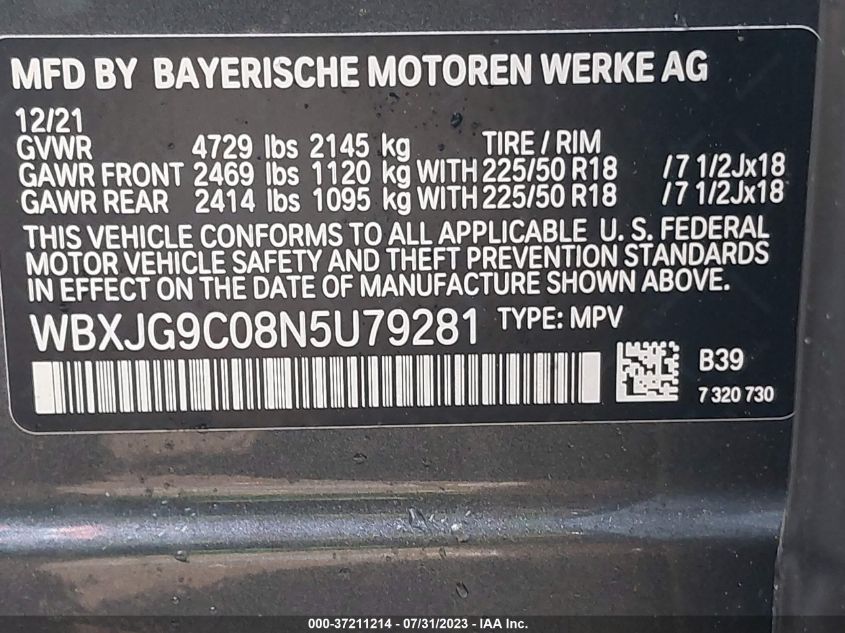 MFD BY BAYERISCHE MOTOREN WERKE AG
12/21
GVWR 4729 lbs 2145 kg TIRE / RIM
GAWR FRONT 2469 lbs 1120 kg WITH 225/50 R18 /7 1/2Jx18
GAWR REAR 2414 lbs 1095 kg WITH 225/50 R18 /7 1/2Jx18
THIS VEHICLE CONFORMS TO ALL APPLICABLE U. S. FEDERAL
MOTOR VEHICLE SAFETY AND THEFT PREVENTION STANDARDS
IN EFFECT ON THE DATE OF MANUFACTURE SHOWN ABOVE.
WBXJG9C08N5U79281 TYPE: MPV
B39
7 320 730
000-37211214 - 07/31/2023 - IAA Inc.